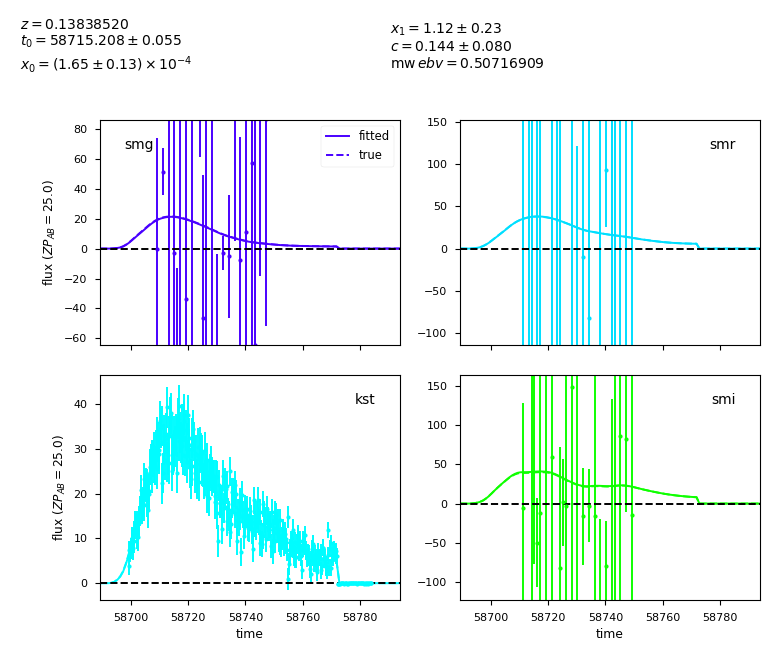 z = 0.13838520
t₀ = 58715.208 ± 0.055
x₀ = (1.65 ± 0.13) × 10⁻⁴
x₁ = 1.12 ± 0.23
c = 0.144 ± 0.080
mw ebv = 0.50716909
smg
fitted
true
80
60
40
20
0
−20
−40
−60
flux (ZP_AB = 25.0)
smr
150
100
50
0
−50
−100
kst
40
30
20
10
0
flux (ZP_AB = 25.0)
58700
58720
58740
58760
58780
time
smi
150
100
50
0
−50
−100
58700
58720
58740
58760
58780
time